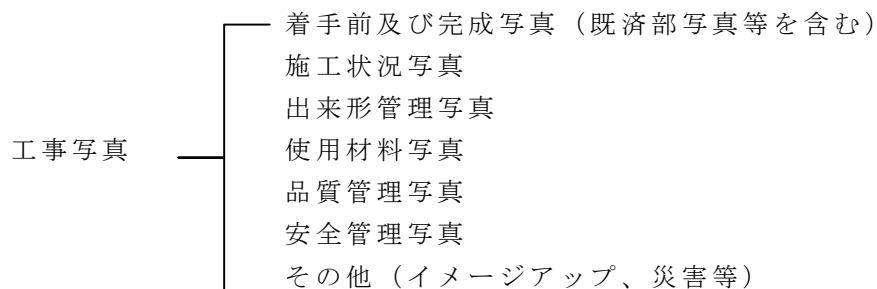 着手前及び完成写真（既済部写真等を含む）
施工状況写真
出来形管理写真
工事写真
使用材料写真
品質管理写真
安全管理写真
その他（イメージアップ、災害等）